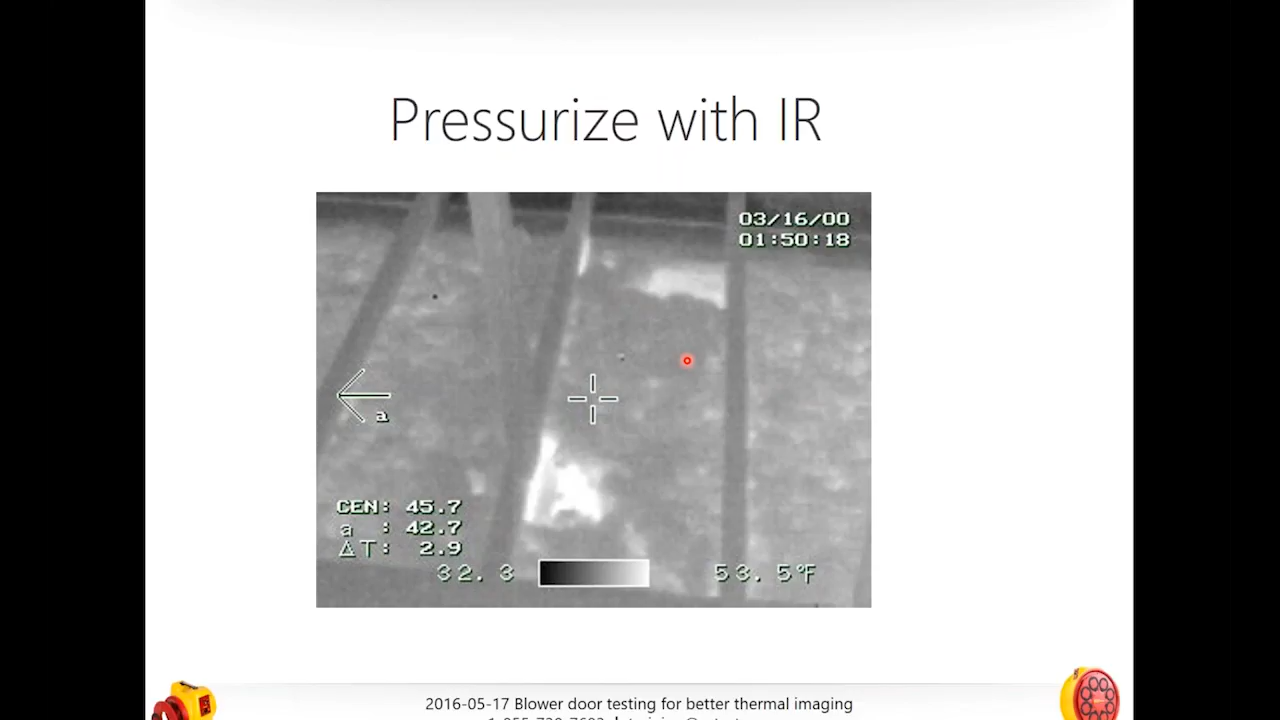 Pressurize with IR
03/16/00
01:50:18
a
CEN: 45.7
a : 42.7
ΔT: 2.9
32.3 53.5°F
2016-05-17 Blower door testing for better thermal imaging